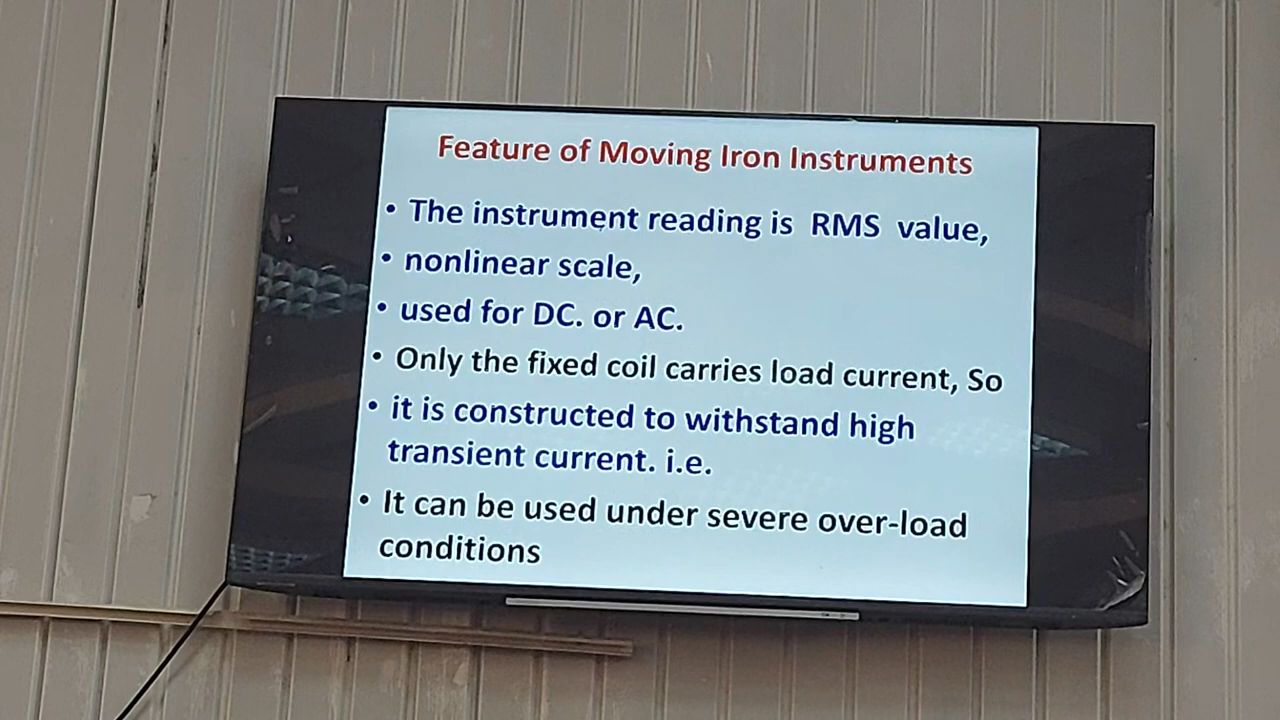 Feature of Moving Iron Instruments
• The instrument reading is RMS value,
• nonlinear scale,
• used for DC. or AC.
• Only the fixed coil carries load current, So
• it is constructed to withstand high
transient current. i.e.
• It can be used under severe over-load
conditions